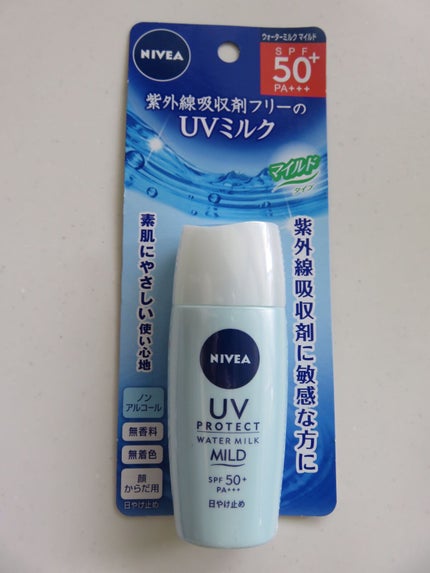 NIVEA
ウォーターミルク マイルド
SPF
50+
PA+++
紫外線吸収剤フリーの
UVミルク
マイルド
タイプ
紫外線吸収剤に敏感な方に
素肌にやさしい使い心地
ノン
アルコール
無香料
無着色
顔
からだ用
日やけ止め
NIVEA
UV
PROTECT
WATER MILK
MILD
SPF 50+
PA+++
日やけ止め